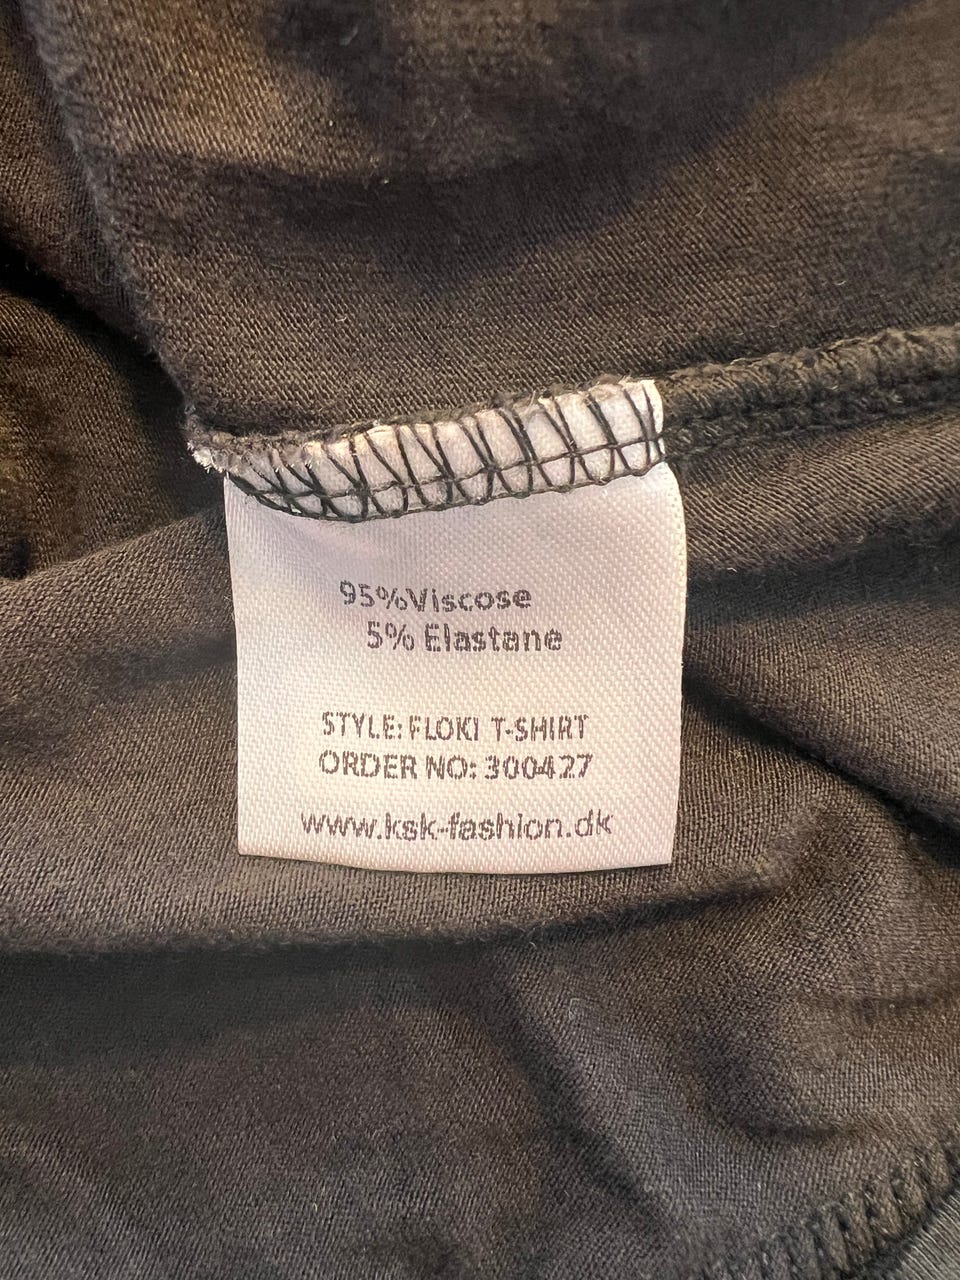 95%Viscose
5% Elastane
STYLE: FLOKI T-SHIRT
ORDER NO: 300427
www.ksk-fashion.dk